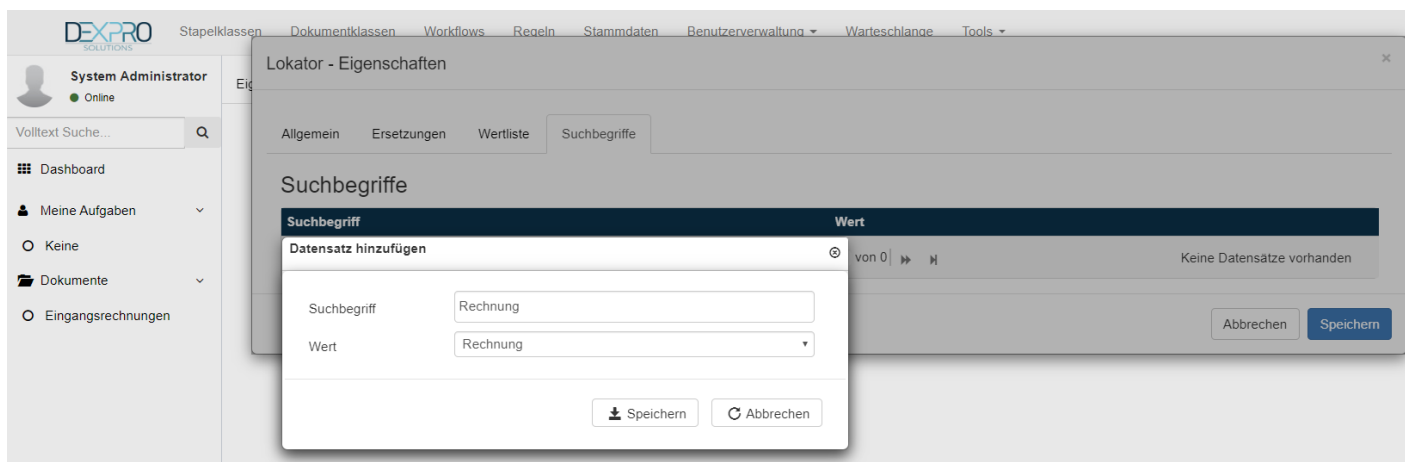 DEXPRO
SOLUTIONS
Stapelklassen Dokumentklassen Workflows Regeln Stammdaten Benutzerverwaltung Warteschlange Tools
System Administrator
Online
Volltext Suche...
Dashboard
Meine Aufgaben
Keine
Dokumente
Eingangsrechnungen
Eig
Lokator - Eigenschaften
Allgemein Ersetzungen Wertliste Suchbegriffe
Suchbegriffe
Suchbegriff Wert
von 0 Keine Datensätze vorhanden
Abbrechen Speichern
Datensatz hinzufügen
Suchbegriff Rechnung
Wert Rechnung
Speichern Abbrechen